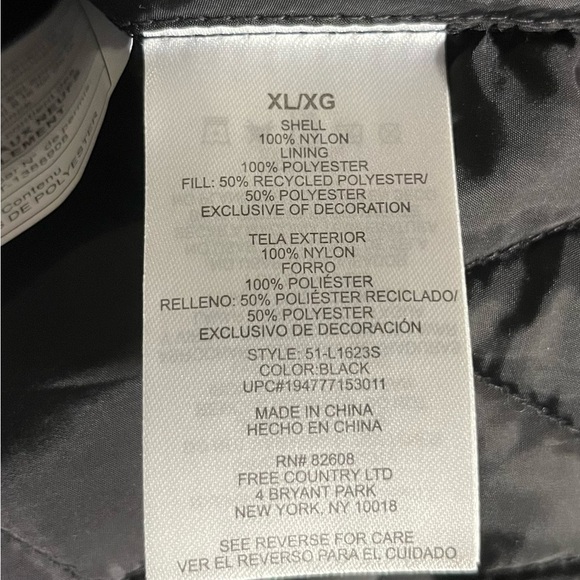 XL/XG
SHELL
100% NYLON
LINING
100% POLYESTER
FILL: 50% RECYCLED POLYESTER/
50% POLYESTER
EXCLUSIVE OF DECORATION
TELA EXTERIOR
100% NYLON
FORRO
100% POLIÉSTER
RELLENO: 50% POLIÉSTER RECICLADO/
50% POLYESTER
EXCLUSIVO DE DECORACIÓN
STYLE: 51-L1623S
COLOR:BLACK
UPC#194777153011
MADE IN CHINA
HECHO EN CHINA
RN# 82608
FREE COUNTRY LTD
4 BRYANT PARK
NEW YORK, NY 10018
SEE REVERSE FOR CARE
VER EL REVERSO PARA EL CUIDADO
Contenu
DE POLYESTER